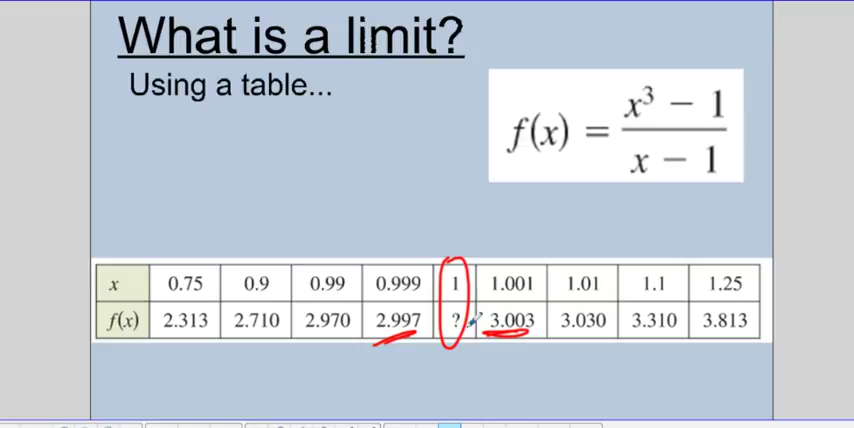 What is a limit?
Using a table...
f(x) = x³ − 1 / x − 1
x 0.75 0.9 0.99 0.999 1 1.001 1.01 1.1 1.25
f(x) 2.313 2.710 2.970 2.997 ? 3.003 3.030 3.310 3.813